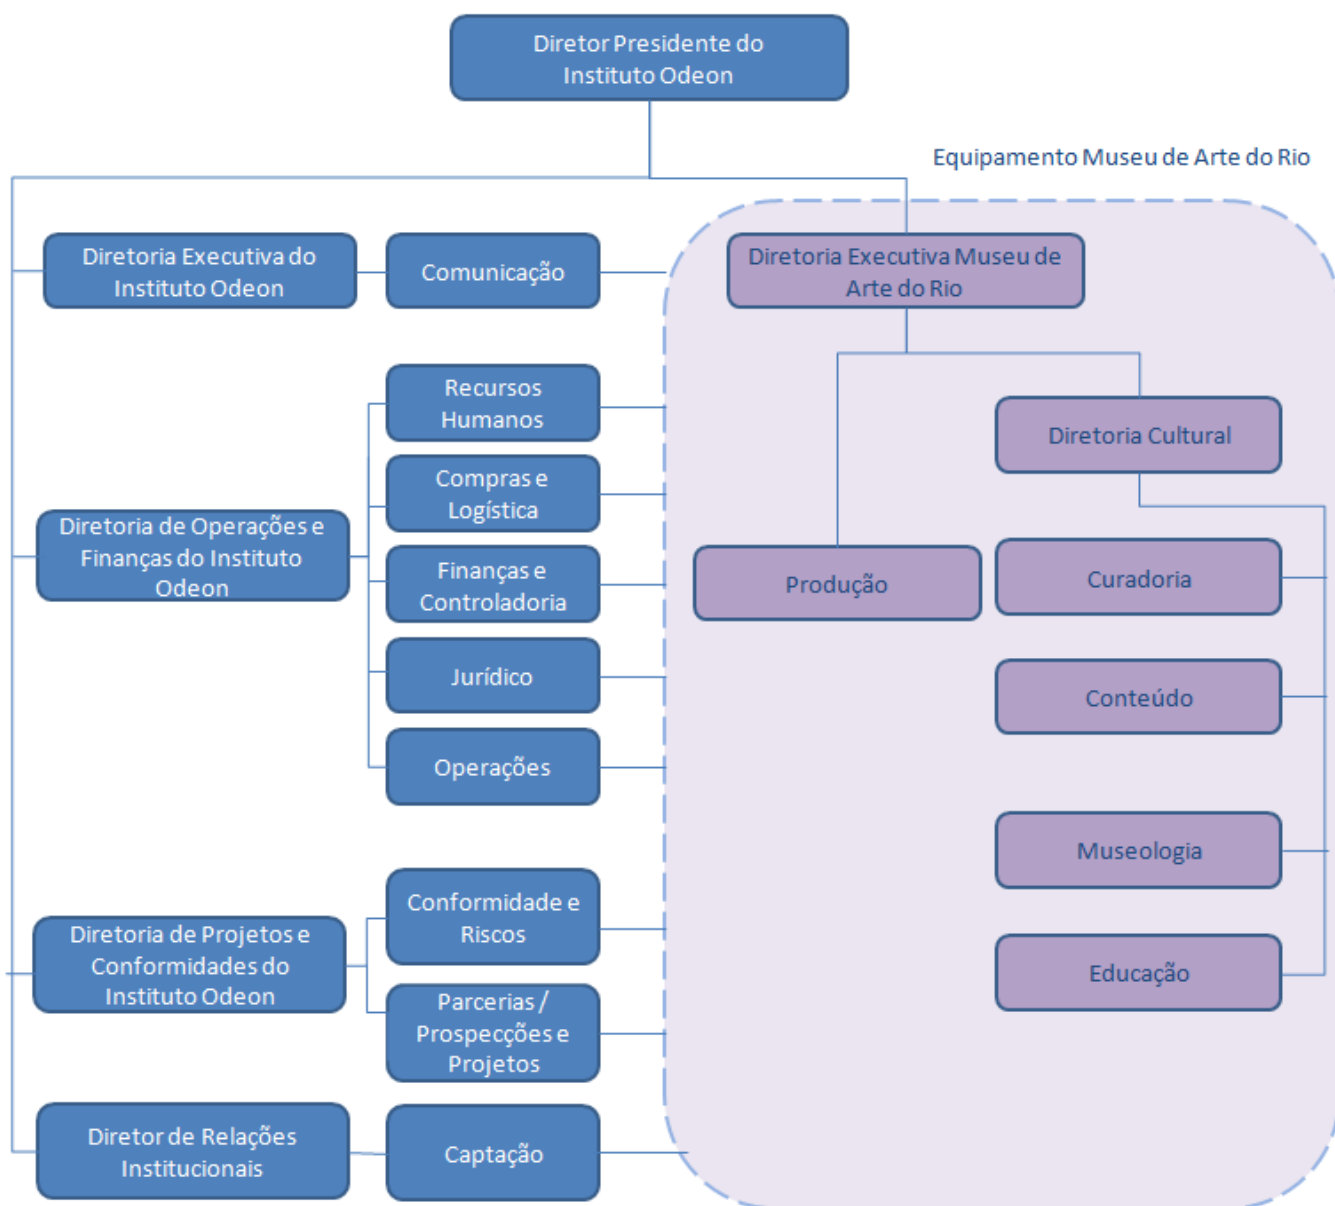 Diretor Presidente do
Instituto Odeon
Equipamento Museu de Arte do Rio
Diretoria Executiva do
Instituto Odeon
Comunicação
Diretoria Executiva Museu de
Arte do Rio
Recursos
Humanos
Diretoria Cultural
Compras e
Logística
Diretoria de Operações e
Finanças do Instituto
Odeon
Finanças e
Controladoria
Produção
Curadoria
Jurídico
Conteúdo
Operações
Museologia
Conformidade e
Riscos
Diretoria de Projetos e
Conformidades do
Instituto Odeon
Educação
Parcerias /
Prospecções e
Projetos
Diretor de Relações
Institucionais
Captação